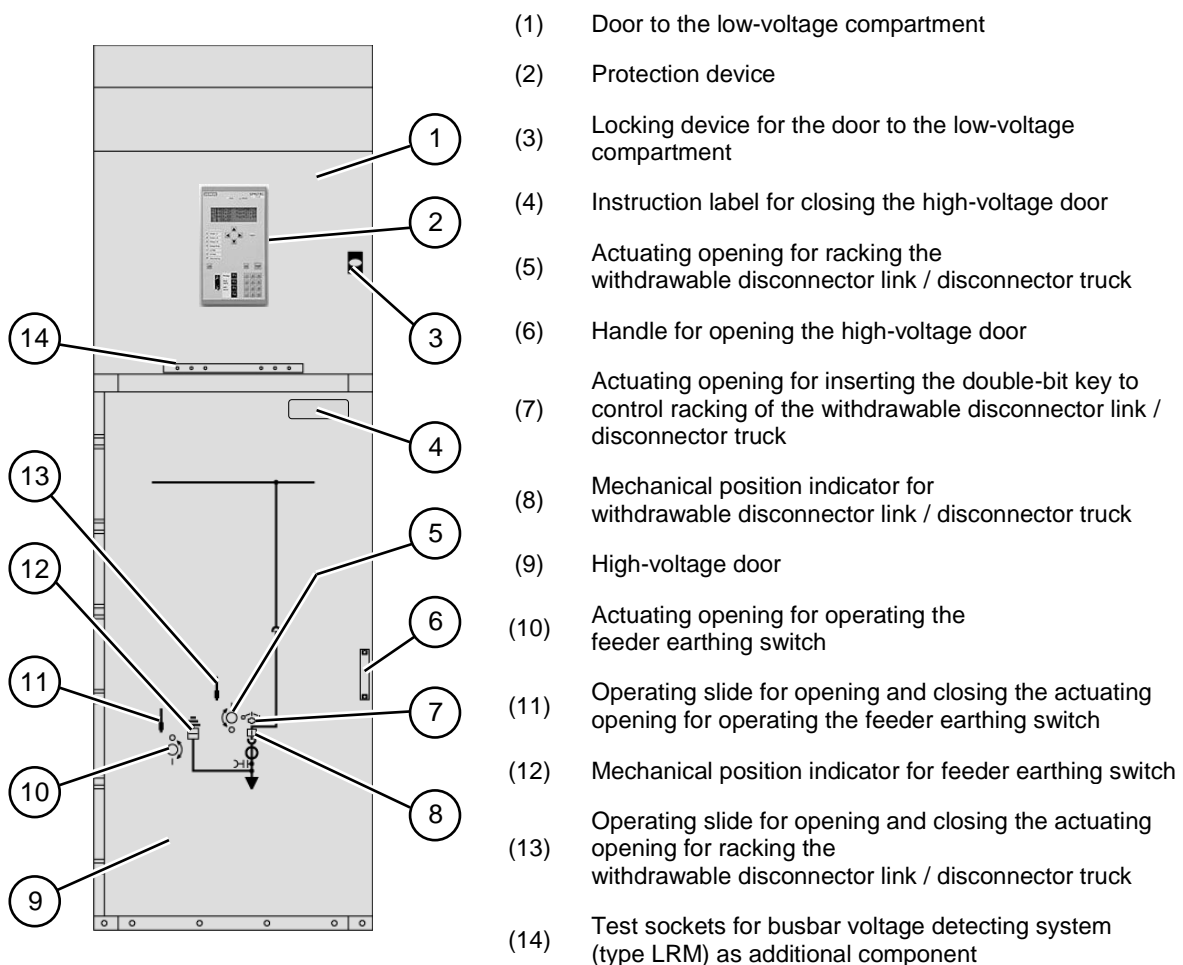 (1) Door to the low-voltage compartment
(2) Protection device
(3) Locking device for the door to the low-voltage
compartment
(4) Instruction label for closing the high-voltage door
(5) Actuating opening for racking the
withdrawable disconnector link / disconnector truck
(6) Handle for opening the high-voltage door
(7) Actuating opening for inserting the double-bit key to
control racking of the withdrawable disconnector link /
disconnector truck
(8) Mechanical position indicator for
withdrawable disconnector link / disconnector truck
(9) High-voltage door
(10) Actuating opening for operating the
feeder earthing switch
(11) Operating slide for opening and closing the actuating
opening for operating the feeder earthing switch
(12) Mechanical position indicator for feeder earthing switch
(13) Operating slide for opening and closing the actuating
opening for racking the
withdrawable disconnector link / disconnector truck
(14) Test sockets for busbar voltage detecting system
(type LRM) as additional component
1
2
3
14
4
13
5
12
6
11
7
10
8
9